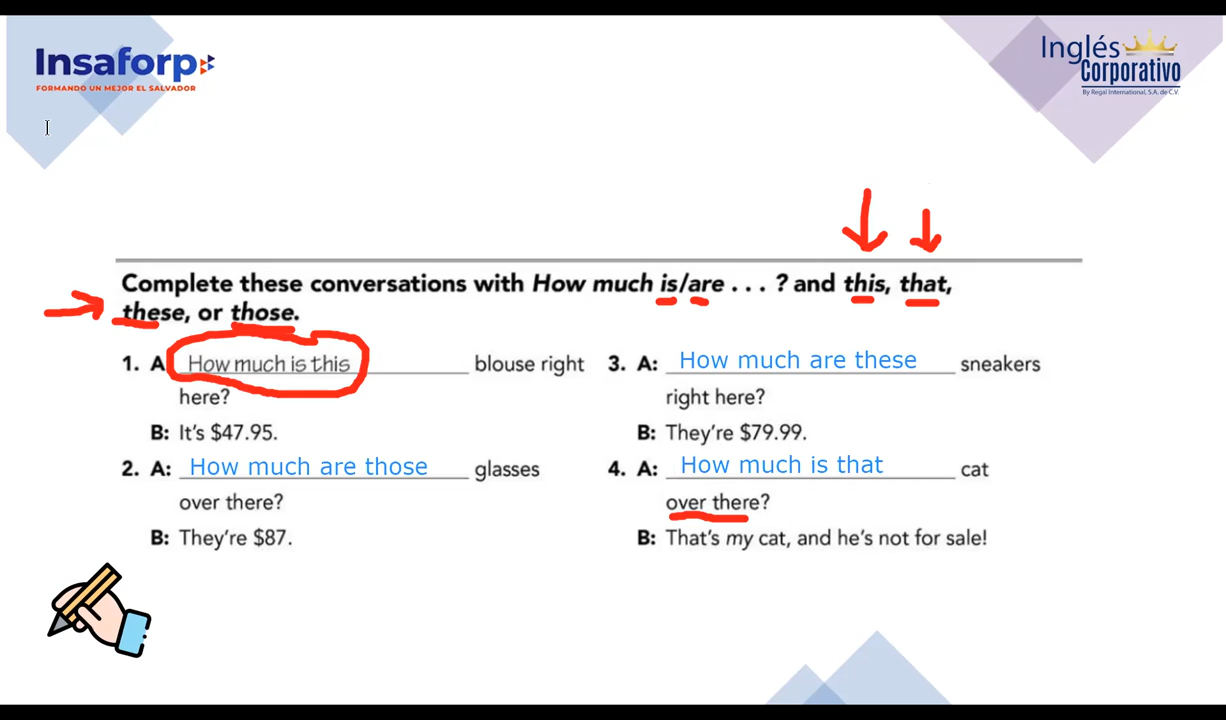 Insaforp
FORMANDO UN MEJOR EL SALVADOR
Inglés
Corporativo
By Regal International, S.A. de C.V.
Complete these conversations with How much is/are . . . ? and this, that,
these, or those.
1. A: How much is this blouse right
here?
B: It's $47.95.
2. A: How much are those glasses
over there?
B: They're $87.
3. A: How much are these sneakers
right here?
B: They're $79.99.
4. A: How much is that cat
over there?
B: That's my cat, and he's not for sale!